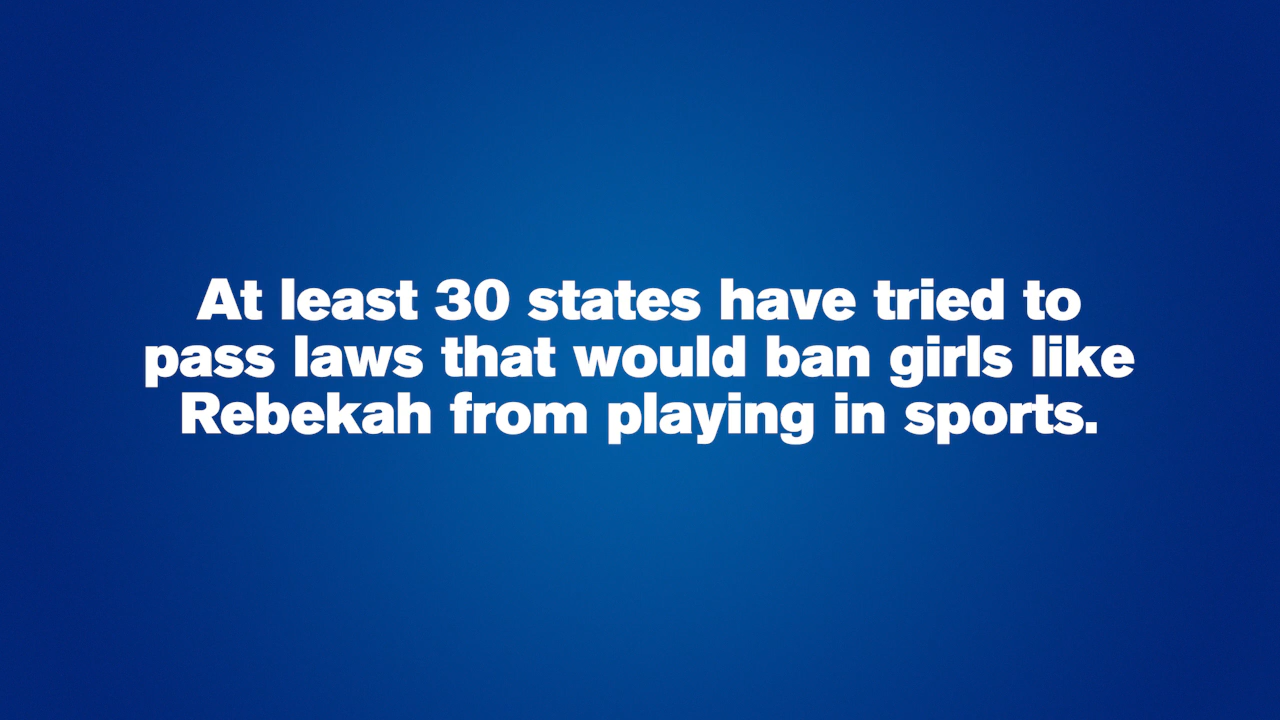 At least 30 states have tried to
pass laws that would ban girls like
Rebekah from playing in sports.